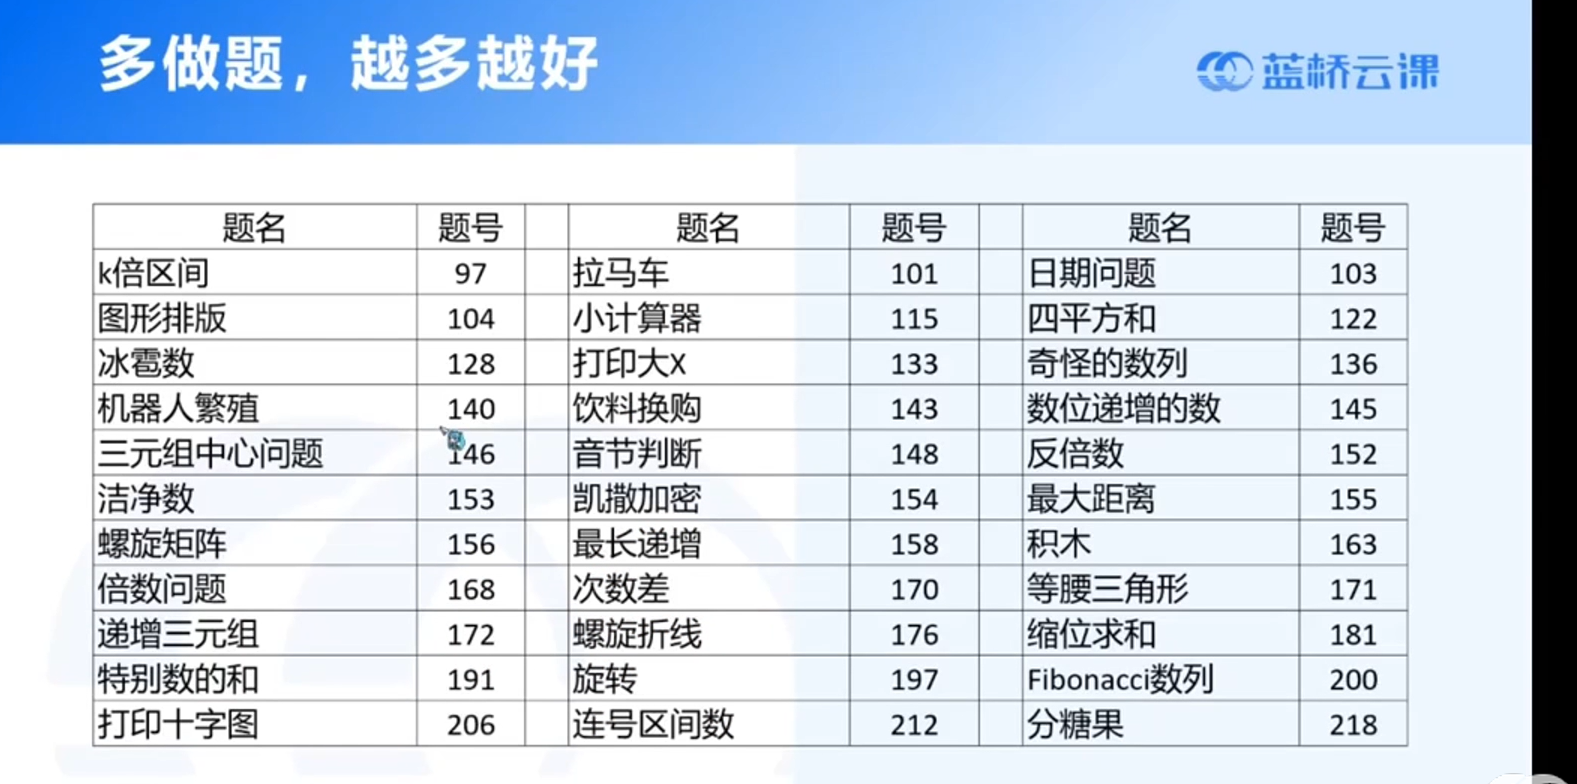 多做题，越多越好
蓝桥云课
题名 题号 题名 题号 题名 题号
k倍区间 97 拉马车 101 日期问题 103
图形排版 104 小计算器 115 四平方和 122
冰雹数 128 打印大X 133 奇怪的数列 136
机器人繁殖 140 饮料换购 143 数位递增的数 145
三元组中心问题 146 音节判断 148 反倍数 152
洁净数 153 凯撒加密 154 最大距离 155
螺旋矩阵 156 最长递增 158 积木 163
倍数问题 168 次数差 170 等腰三角形 171
递增三元组 172 螺旋折线 176 缩位求和 181
特别数的和 191 旋转 197 Fibonacci数列 200
打印十字图 206 连号区间数 212 分糖果 218